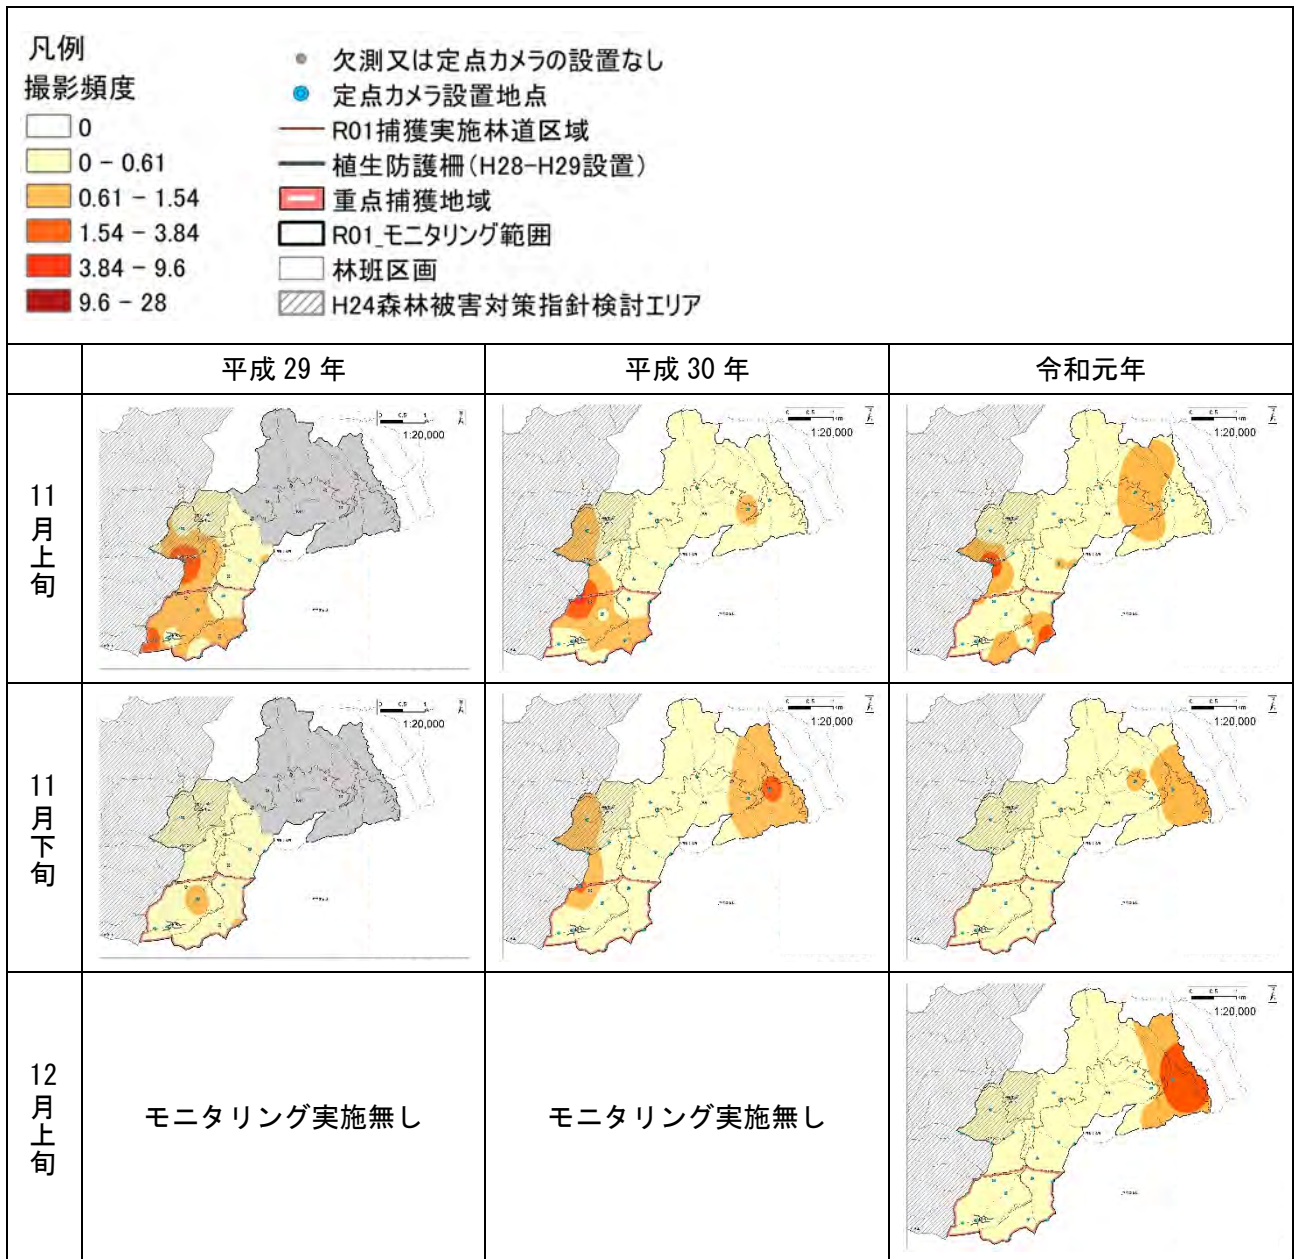 凡例
撮影頻度
0
0 - 0.61
0.61 - 1.54
1.54 - 3.84
3.84 - 9.6
9.6 - 28
欠測又は定点カメラの設置なし
定点カメラ設置地点
R01捕獲実施林道区域
植生防護柵(H28-H29設置)
重点捕獲地域
R01_モニタリング範囲
林班区画
H24森林被害対策指針検討エリア
平成 29 年
平成 30 年
令和元年
11月上旬
1:20,000
1:20,000
1:20,000
11月下旬
1:20,000
1:20,000
1:20,000
12月上旬
モニタリング実施無し
モニタリング実施無し
1:20,000